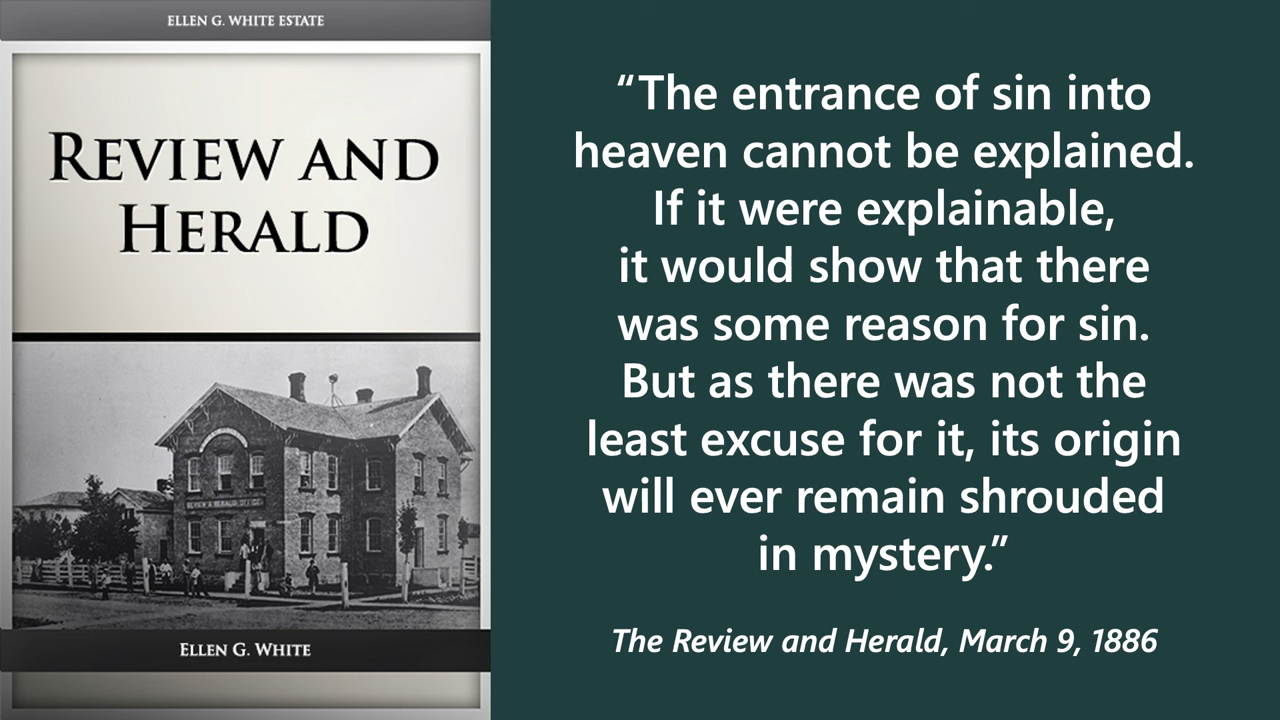 ELLEN G. WHITE ESTATE
REVIEW AND
HERALD
ELLEN G. WHITE
“The entrance of sin into
heaven cannot be explained.
If it were explainable,
it would show that there
was some reason for sin.
But as there was not the
least excuse for it, its origin
will ever remain shrouded
in mystery.”
The Review and Herald, March 9, 1886